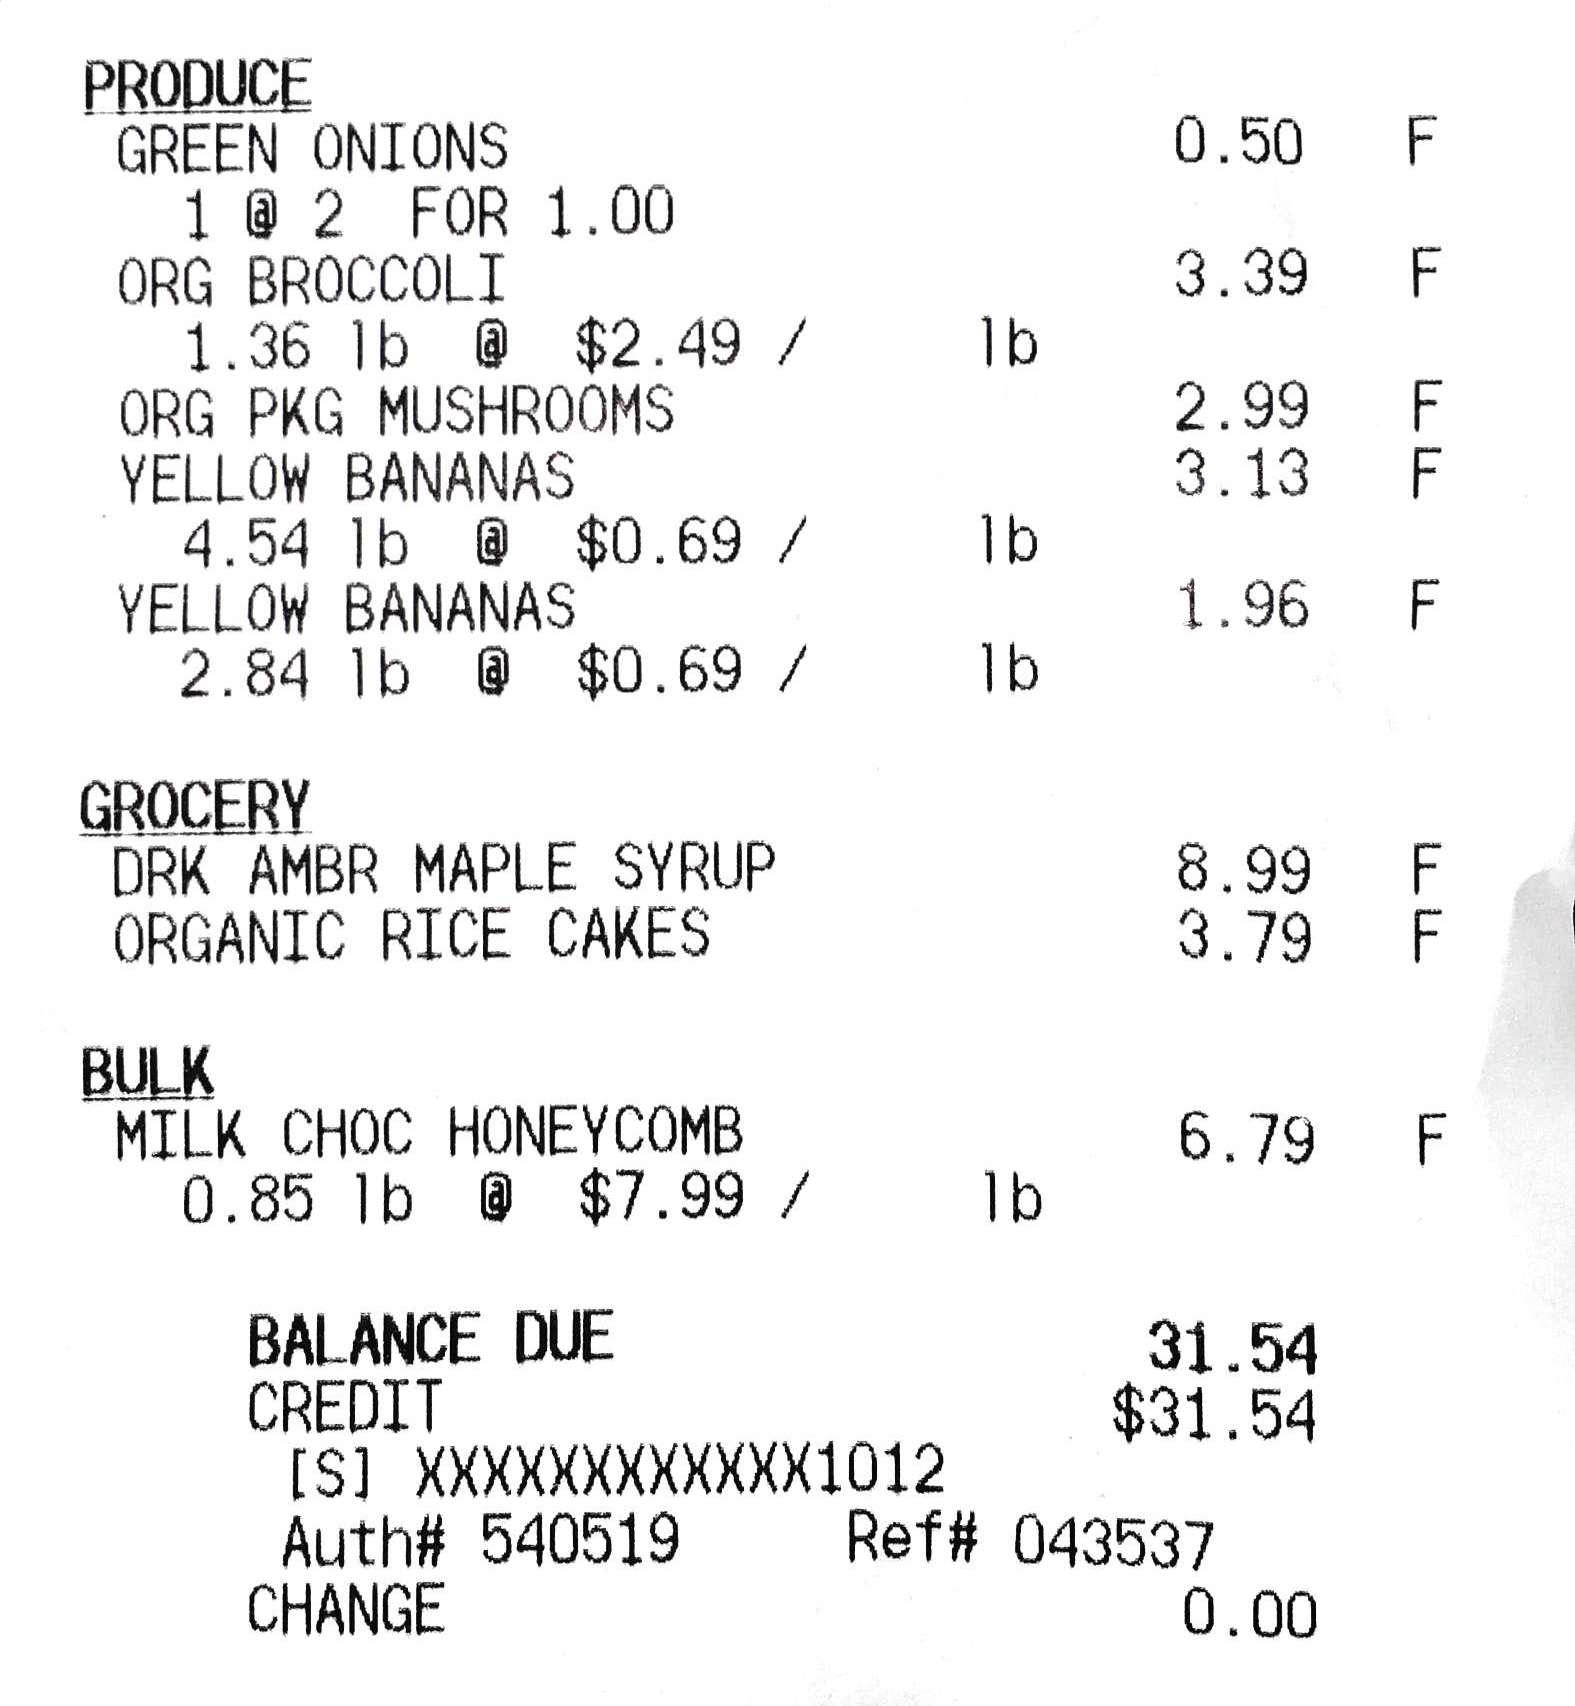 PRODUCE
GREEN ONIONS 0.50 F
1 @ 2 FOR 1.00
ORG BROCCOLI 3.39 F
1.36 lb @ $2.49 / lb
ORG PKG MUSHROOMS 2.99 F
YELLOW BANANAS 3.13 F
4.54 lb @ $0.69 / lb
YELLOW BANANAS 1.96 F
2.84 lb @ $0.69 / lb
GROCERY
DRK AMBR MAPLE SYRUP 8.99 F
ORGANIC RICE CAKES 3.79 F
BULK
MILK CHOC HONEYCOMB 6.79 F
0.85 lb @ $7.99 / lb
BALANCE DUE 31.54
CREDIT $31.54
[S] XXXXXXXXXXXX1012
Auth# 540519 Ref# 043537
CHANGE 0.00